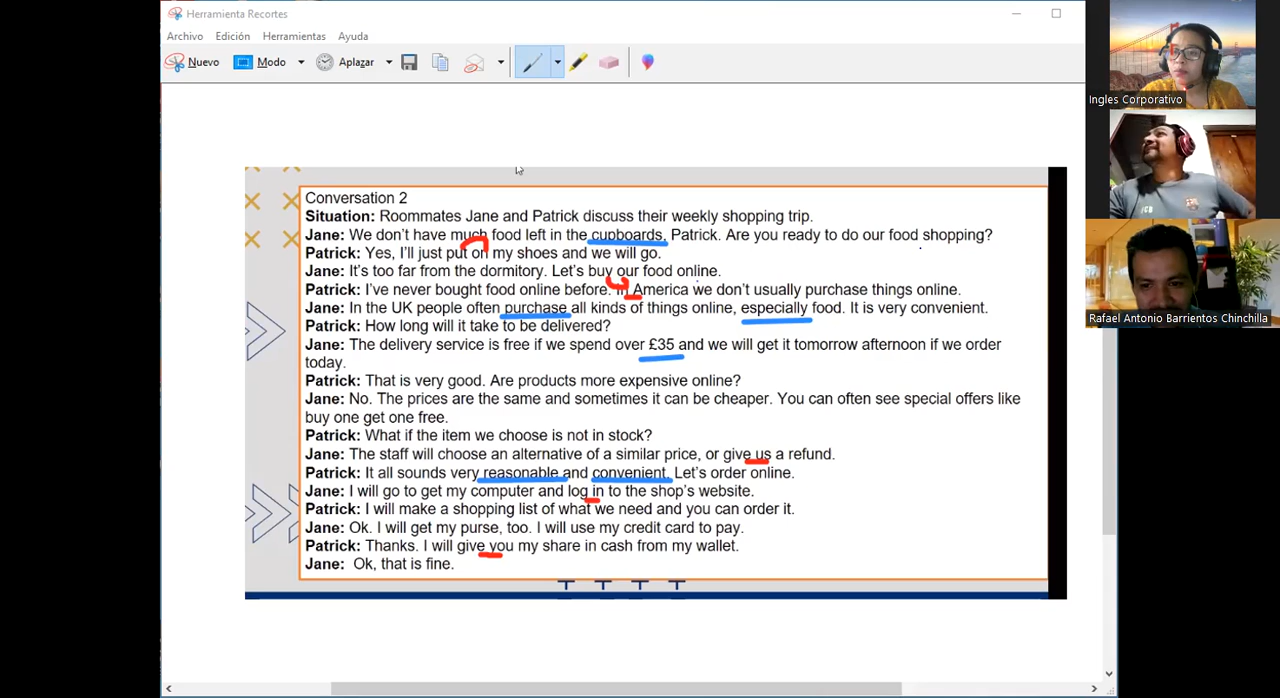 Herramienta Recortes
Archivo Edición Herramientas Ayuda
Nuevo Modo Aplazar
Ingles Corporativo
Rafael Antonio Barrientos Chinchilla
Conversation 2
Situation: Roommates Jane and Patrick discuss their weekly shopping trip.
Jane: We don't have much food left in the cupboards, Patrick. Are you ready to do our food shopping?
Patrick: Yes, I'll just put on my shoes and we will go.
Jane: It's too far from the dormitory. Let's buy our food online.
Patrick: I've never bought food online before. In America we don't usually purchase things online.
Jane: In the UK people often purchase all kinds of things online, especially food. It is very convenient.
Patrick: How long will it take to be delivered?
Jane: The delivery service is free if we spend over £35 and we will get it tomorrow afternoon if we order
today.
Patrick: That is very good. Are products more expensive online?
Jane: No. The prices are the same and sometimes it can be cheaper. You can often see special offers like
buy one get one free.
Patrick: What if the item we choose is not in stock?
Jane: The staff will choose an alternative of a similar price, or give us a refund.
Patrick: It all sounds very reasonable and convenient. Let's order online.
Jane: I will go to get my computer and log in to the shop's website.
Patrick: I will make a shopping list of what we need and you can order it.
Jane: Ok. I will get my purse, too. I will use my credit card to pay.
Patrick: Thanks. I will give you my share in cash from my wallet.
Jane: Ok, that is fine.